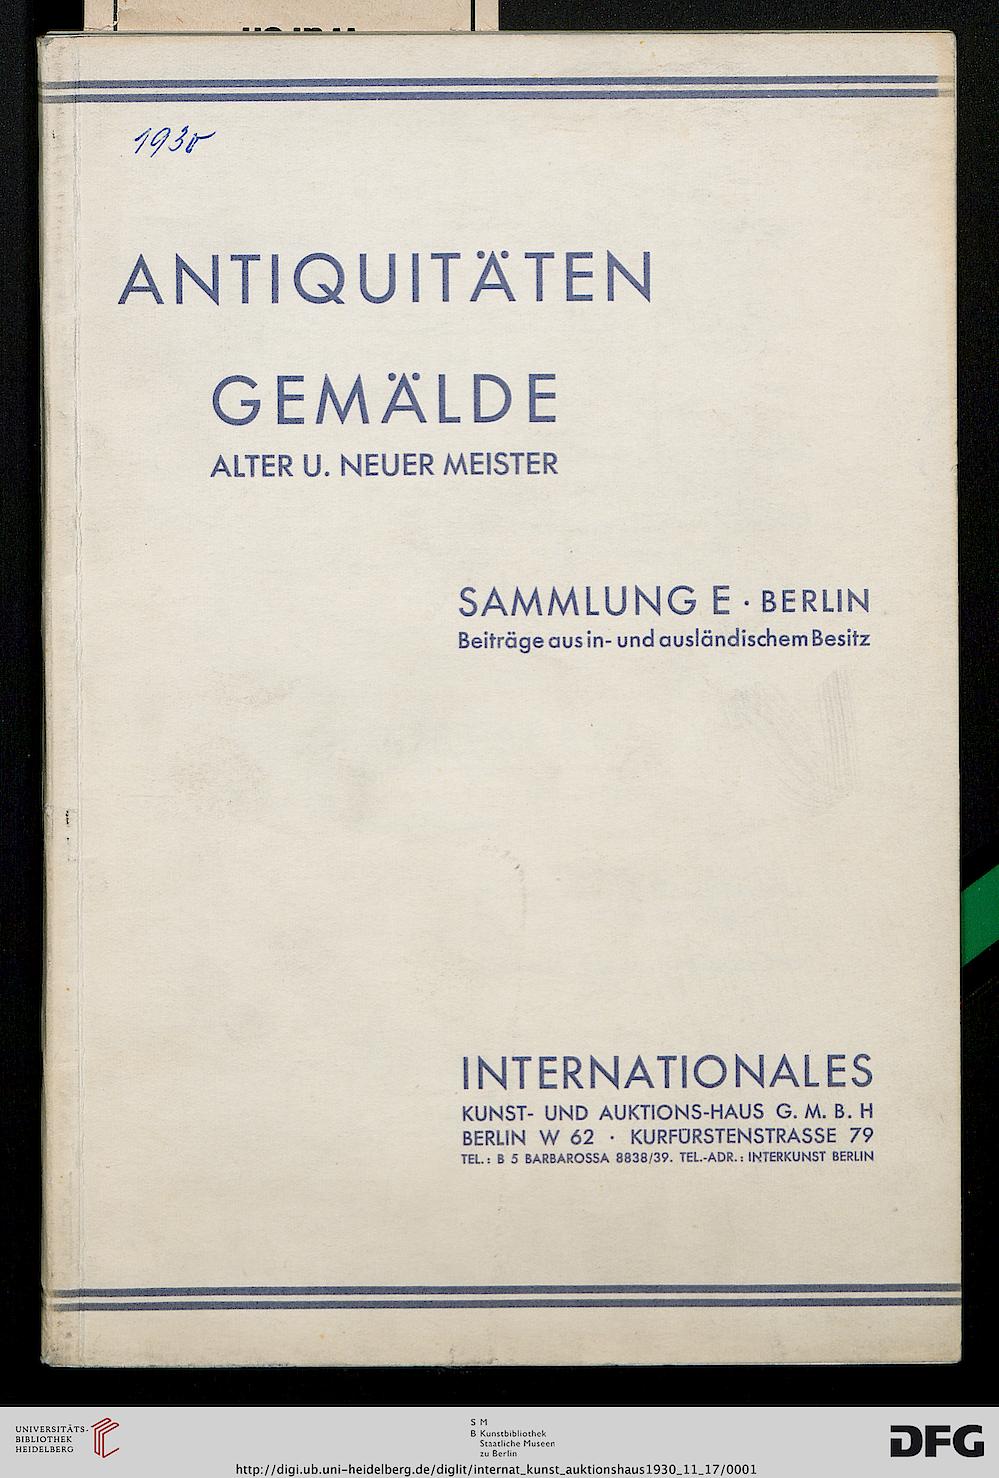 1930
ANTIQUITÄTEN
GEMÄLDE
ALTER U. NEUER MEISTER
SAMMLUNG E · BERLIN
Beiträge aus in- und ausländischem Besitz
INTERNATIONALES
KUNST- UND AUKTIONS-HAUS G. M. B. H
BERLIN W 62 · KURFÜRSTENSTRASSE 79
TEL.: B 5 BARBAROSSA 8838/39. TEL.-ADR.: INTERKUNST BERLIN
UNIVERSITÄTS-
BIBLIOTHEK
HEIDELBERG
S M
B Kunstbibliothek
Staatliche Museen
zu Berlin
DFG
http://digi.ub.uni-heidelberg.de/diglit/internat_kunst_auktionshaus1930_11_17/0001